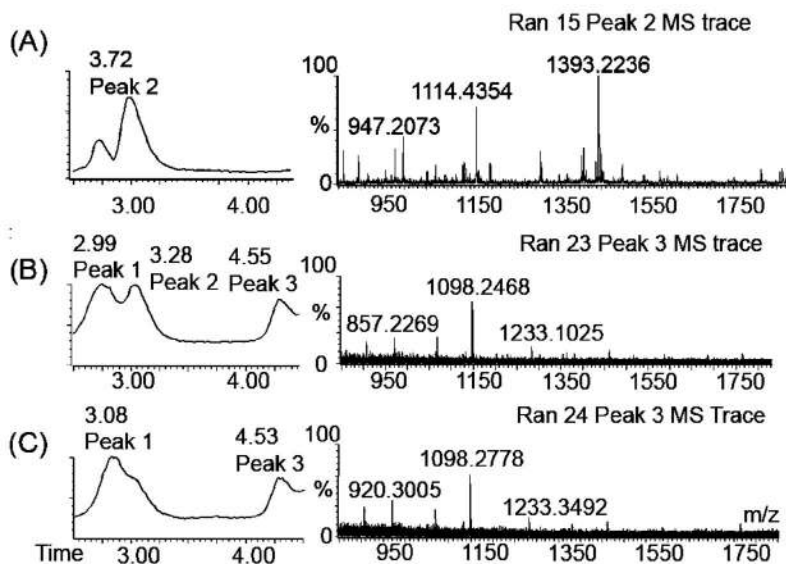 (A)
3.72
Peak 2
3.00 4.00
Ran 15 Peak 2 MS trace
100
%
0
947.2073
1114.4354
1393.2236
950 1150 1350 1550 1750
:
(B)
2.99
Peak 1
3.28
Peak 2
4.55
Peak 3
3.00 4.00
Ran 23 Peak 3 MS trace
100
%
0
857.2269
1098.2468
1233.1025
950 1150 1350 1550 1750
(C)
3.08
Peak 1
4.53
Peak 3
Time 3.00 4.00
Ran 24 Peak 3 MS Trace
100
%
0
920.3005
1098.2778
1233.3492
m/z
950 1150 1350 1550 1750